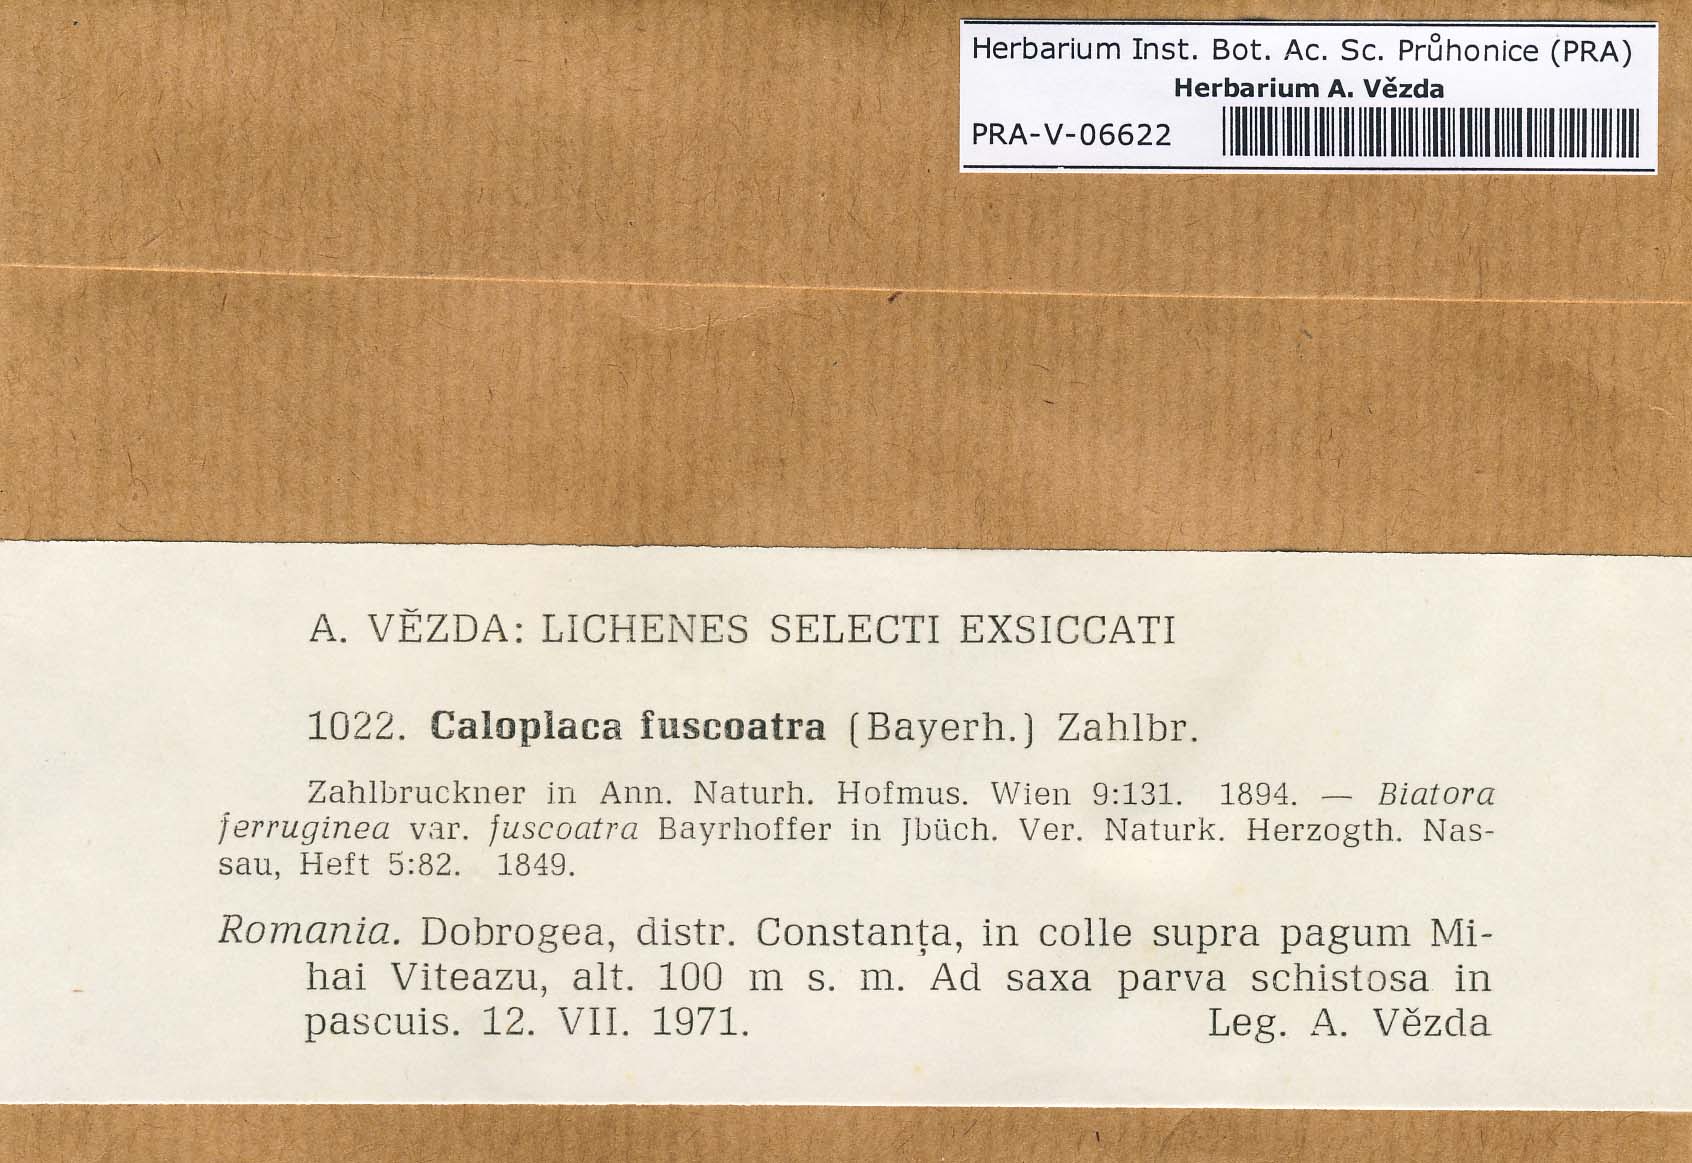 Herbarium Inst. Bot. Ac. Sc. Průhonice (PRA)
Herbarium A. Vězda
PRA-V-06622
A. VĚZDA: LICHENES SELECTI EXSICCATI
1022. Caloplaca fuscoatra (Bayerh.) Zahlbr.
Zahlbruckner in Ann. Naturh. Hofmus. Wien 9:131. 1894. — Biatora
ferruginea var. fuscoatra Bayrhoffer in Jbüch. Ver. Naturk. Herzogth. Nas-
sau, Heft 5:82. 1849.
Romania. Dobrogea, distr. Constanţa, in colle supra pagum Mi-
hai Viteazu, alt. 100 m s. m. Ad saxa parva schistosa in
pascuis. 12. VII. 1971. Leg. A. Vězda